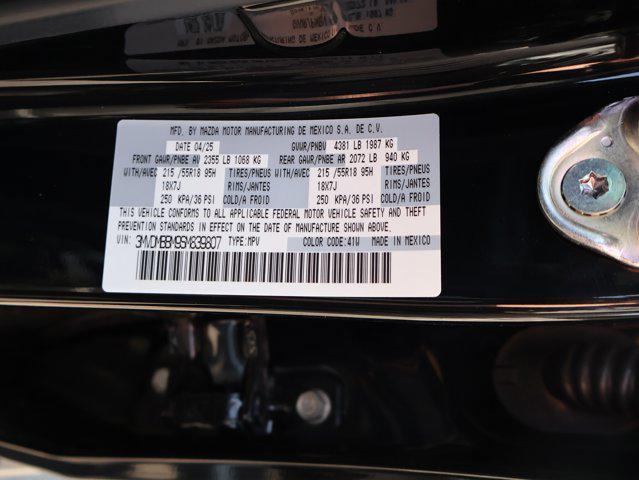 MFD. BY MAZDA MOTOR MANUFACTURING DE MEXICO S.A. DE C.V.
DATE 04/25 GVWR/PNBV 4381 LB 1987 KG
FRONT GAWR/PNBE AV 2355 LB 1068 KG REAR GAWR/PNBE AR 2072 LB 940 KG
WITH/AVEC 215 /55R18 95H TIRES/PNEUS WITH/AVEC 215 /55R18 95H TIRES/PNEUS
18X7J RIMS/JANTES 18X7J RIMS/JANTES
250 KPA/36 PSI COLD/A FROID 250 KPA/36 PSI COLD/A FROID
THIS VEHICLE CONFORMS TO ALL APPLICABLE FEDERAL MOTOR VEHICLE SAFETY AND THEFT
PREVENTION STANDARDS IN EFFECT ON THE DATE OF MANUFACTURE SHOWN ABOVE.
VIN: 3MVDMBBM9SM839807 TYPE: MPV COLOR CODE: 41W MADE IN MEXICO